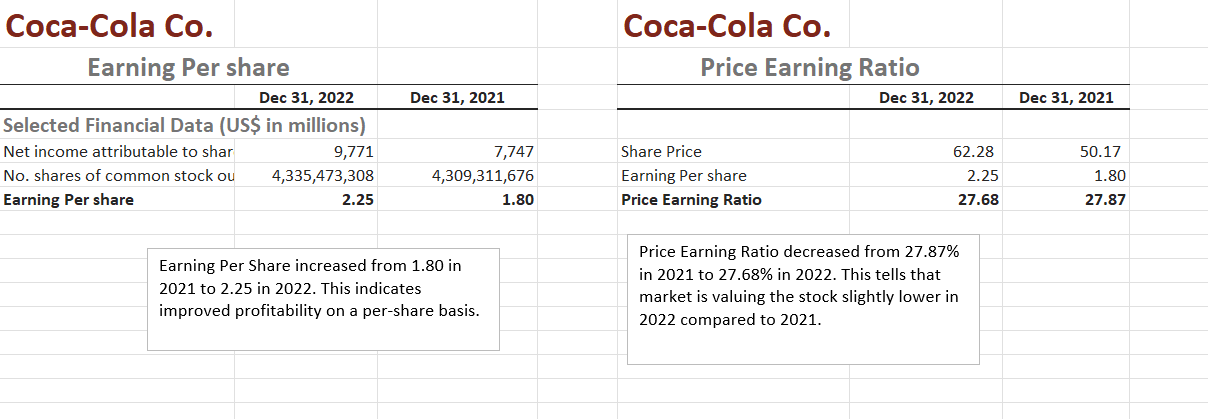 Coca-Cola Co.
Earning Per share
Dec 31, 2022 Dec 31, 2021
Selected Financial Data (US$ in millions)
Net income attributable to shar 9,771 7,747
No. shares of common stock ou 4,335,473,308 4,309,311,676
Earning Per share 2.25 1.80
Earning Per Share increased from 1.80 in
2021 to 2.25 in 2022. This indicates
improved profitability on a per-share basis.
Coca-Cola Co.
Price Earning Ratio
Dec 31, 2022 Dec 31, 2021
Share Price 62.28 50.17
Earning Per share 2.25 1.80
Price Earning Ratio 27.68 27.87
Price Earning Ratio decreased from 27.87%
in 2021 to 27.68% in 2022. This tells that
market is valuing the stock slightly lower in
2022 compared to 2021.